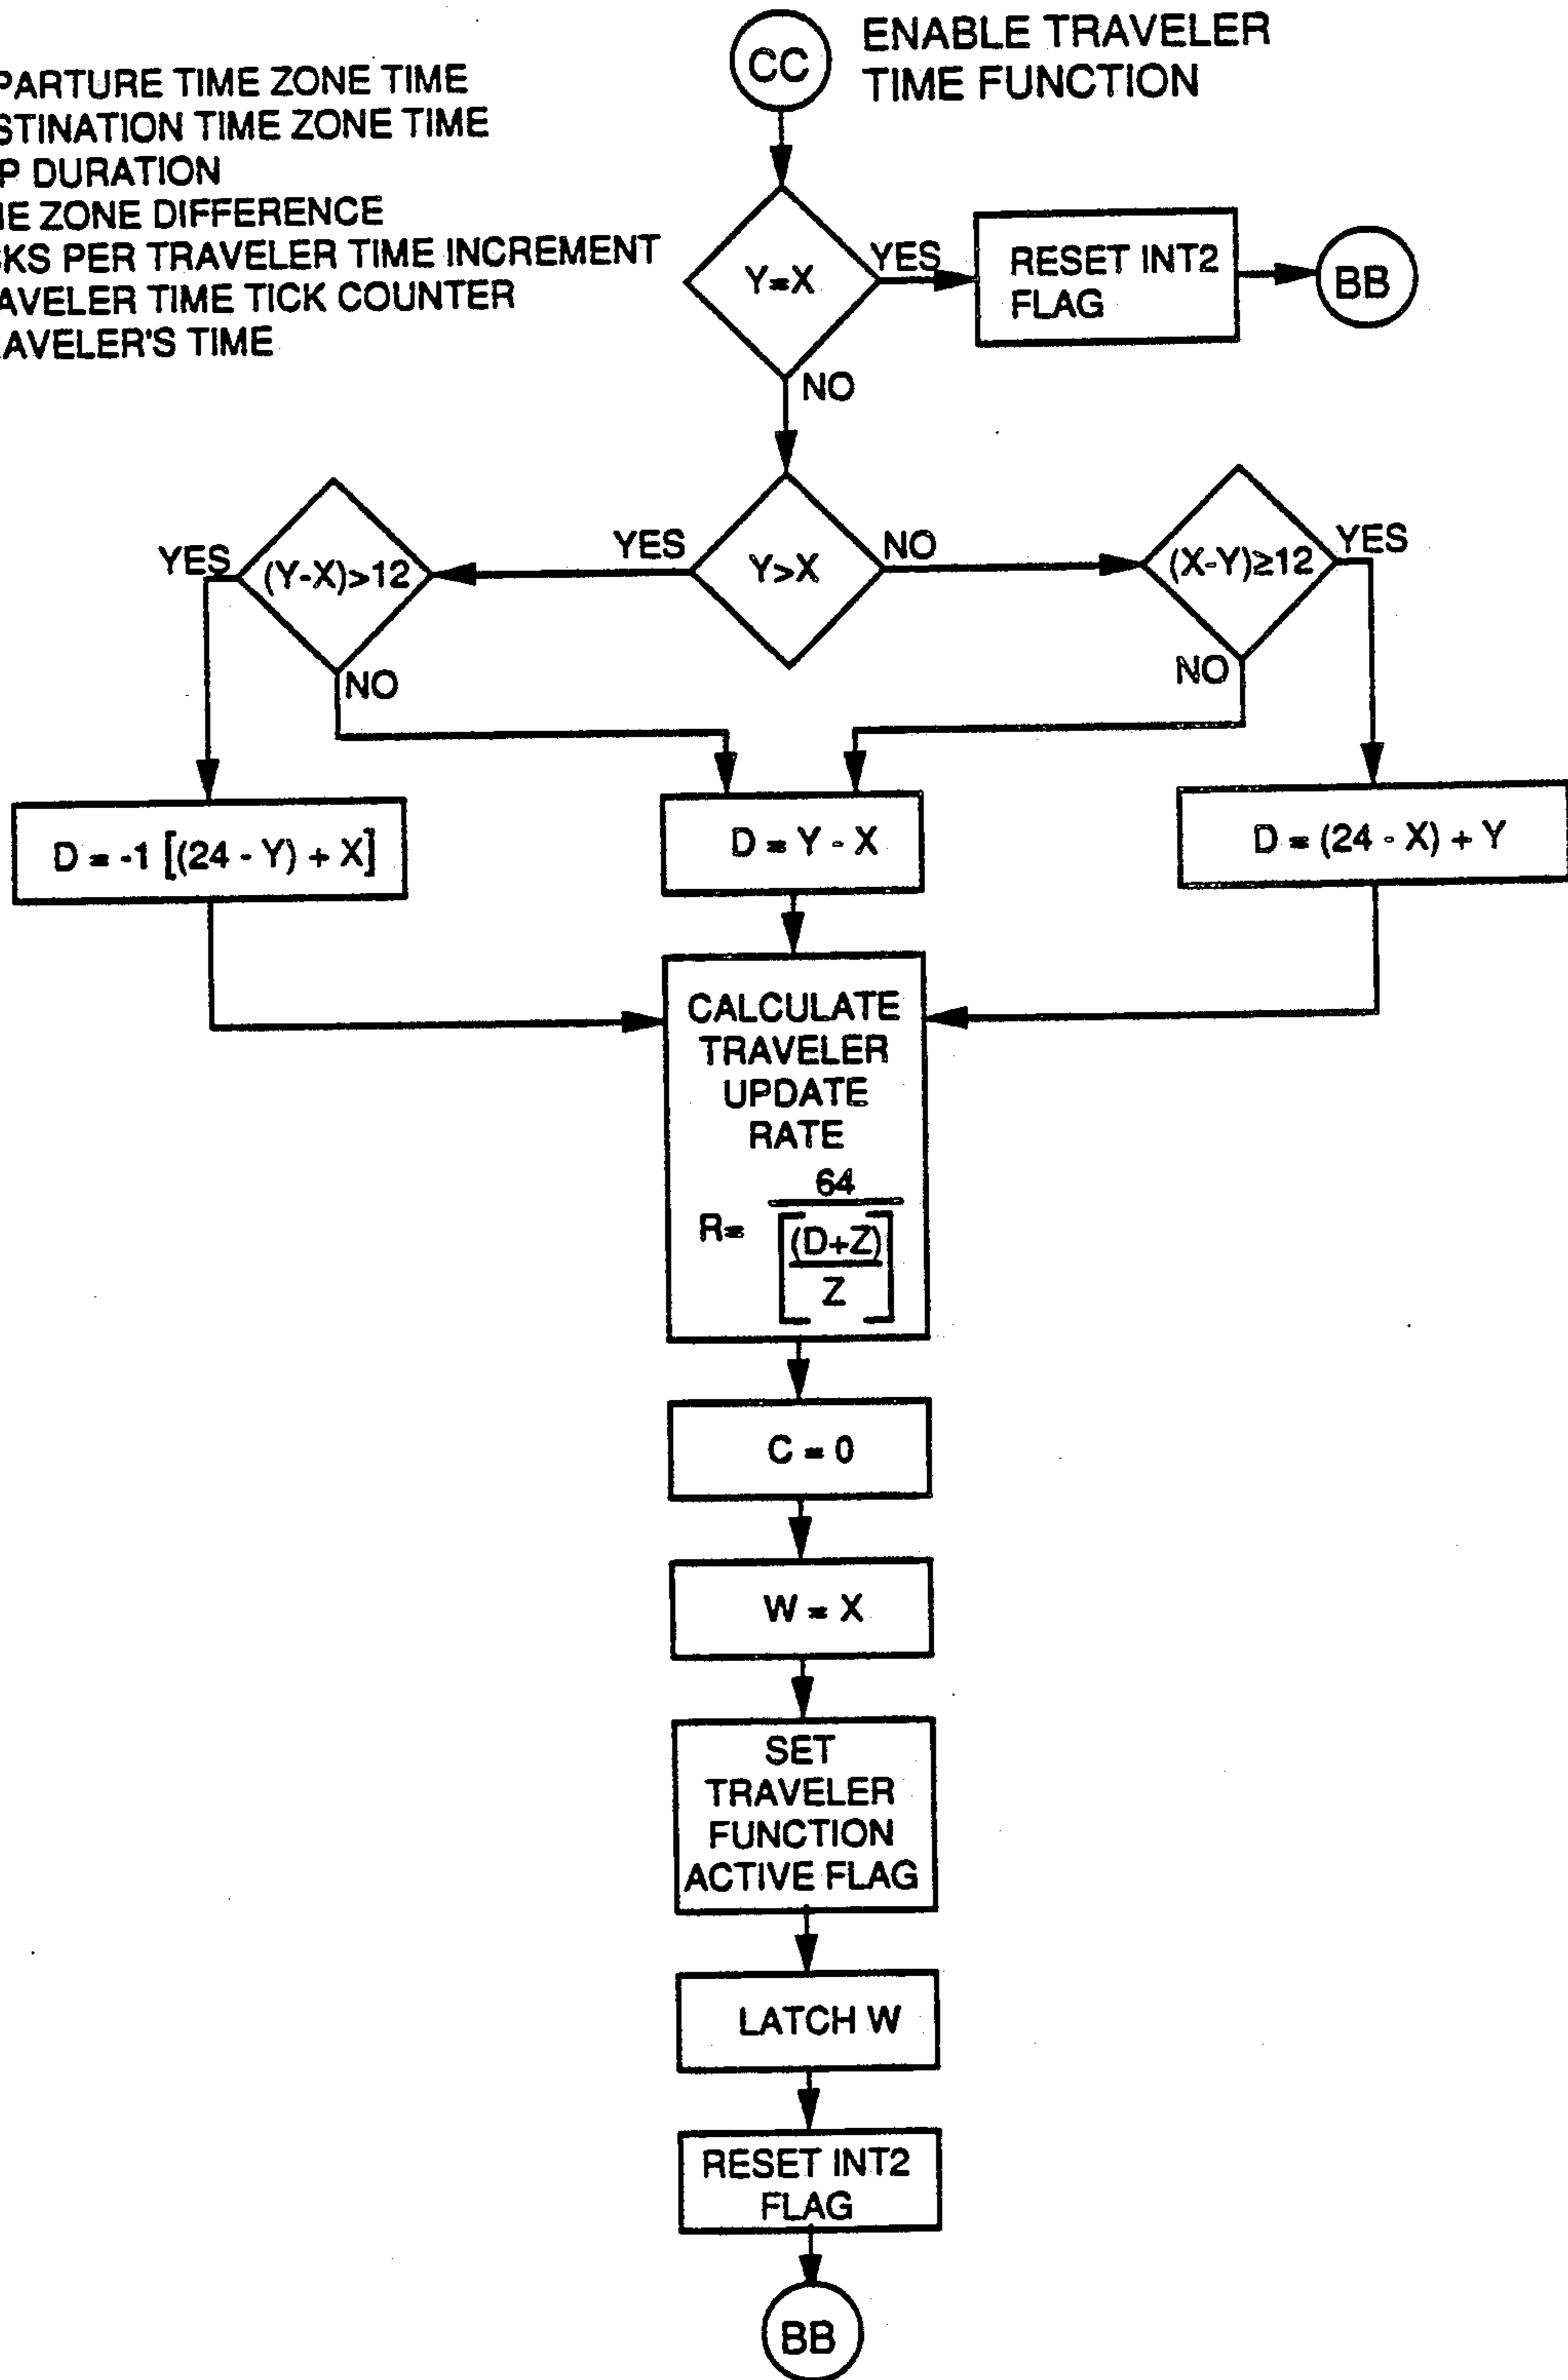 CC
ENABLE TRAVELER
TIME FUNCTION
PARTURE TIME ZONE TIME
STINATION TIME ZONE TIME
P DURATION
ME ZONE DIFFERENCE
CKS PER TRAVELER TIME INCREMENT
AVELER TIME TICK COUNTER
AVELER'S TIME
Y=X
YES
RESET INT2
FLAG
BB
NO
YES
(Y-X)>12
YES
Y>X
NO
(X-Y)≥12
YES
NO
NO
D = -1 [(24 - Y) + X]
D = Y - X
D = (24 - X) + Y
CALCULATE
TRAVELER
UPDATE
RATE
64
R=
(D+Z)
Z
C = 0
W = X
SET
TRAVELER
FUNCTION
ACTIVE FLAG
LATCH W
RESET INT2
FLAG
BB